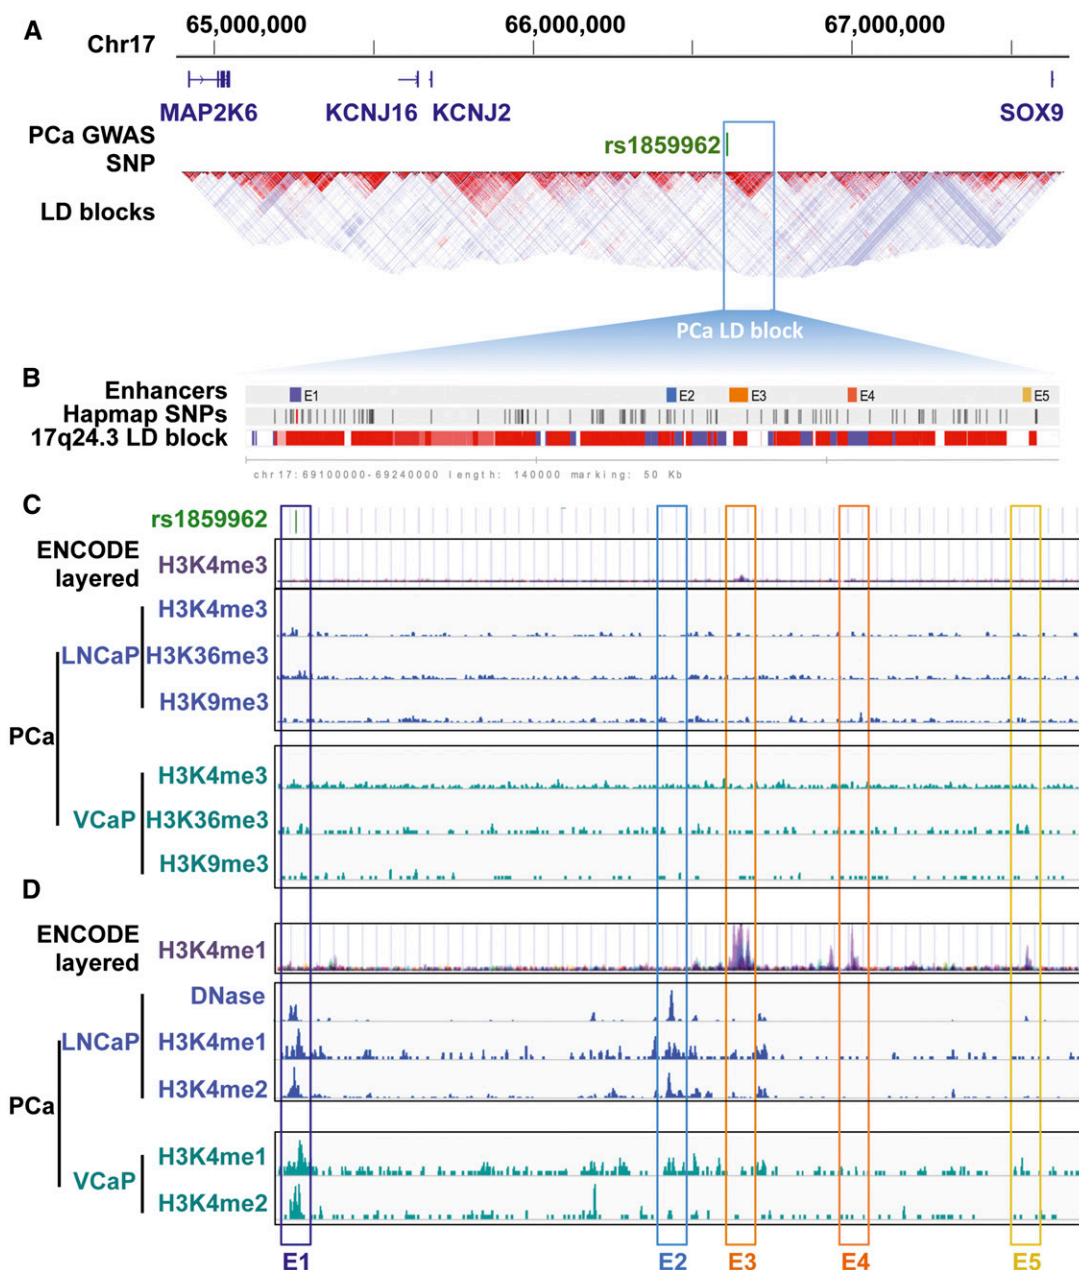 A
Chr17
65,000,000 66,000,000 67,000,000
MAP2K6 KCNJ16 KCNJ2 SOX9
PCa GWAS
SNP
rs1859962
LD blocks
PCa LD block
B
Enhancers
E1 E2 E3 E4 E5
Hapmap SNPs
17q24.3 LD block
chr17:69100000-69240000 length: 140000 marking: 50 Kb
C
rs1859962
ENCODE
layered
H3K4me3
PCa
LNCaP
H3K4me3
H3K36me3
H3K9me3
VCaP
H3K4me3
H3K36me3
H3K9me3
D
ENCODE
layered
H3K4me1
PCa
LNCaP
DNase
H3K4me1
H3K4me2
VCaP
H3K4me1
H3K4me2
E1 E2 E3 E4 E5